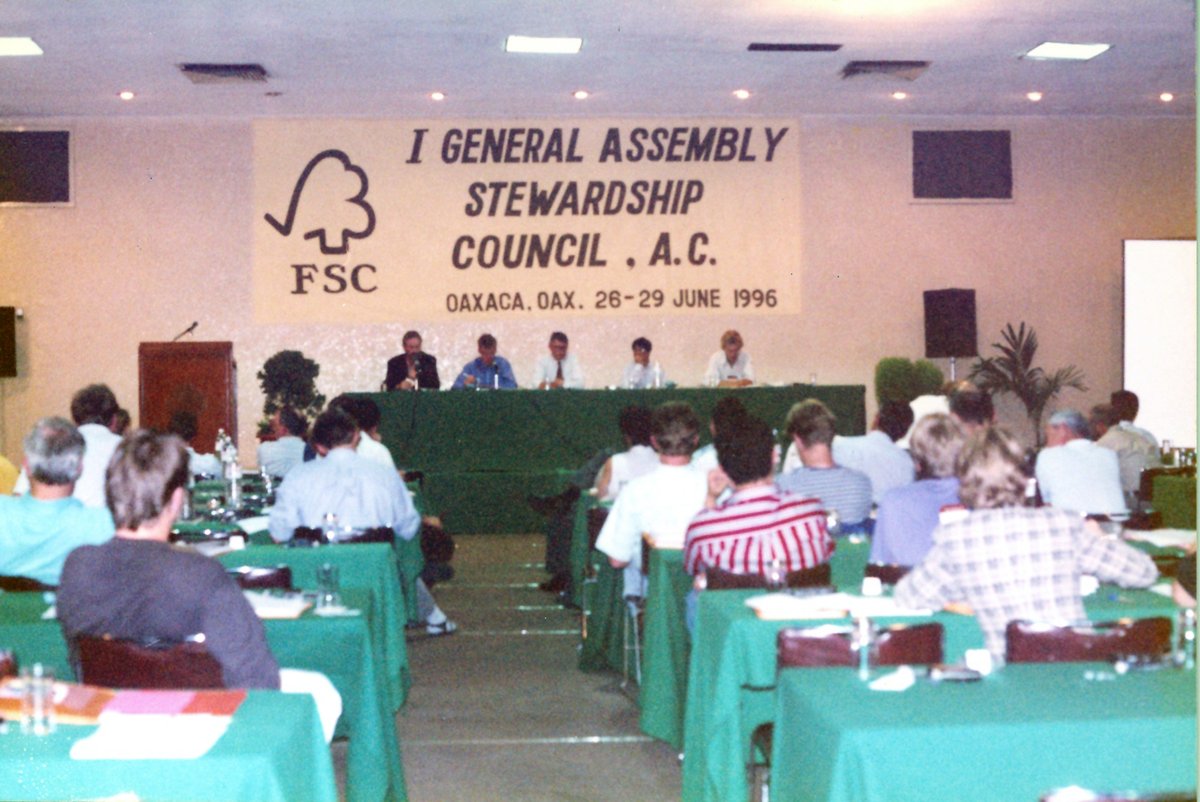 I GENERAL ASSEMBLY
STEWARDSHIP
COUNCIL , A.C.
OAXACA, OAX. 26-29 JUNE 1996
FSC